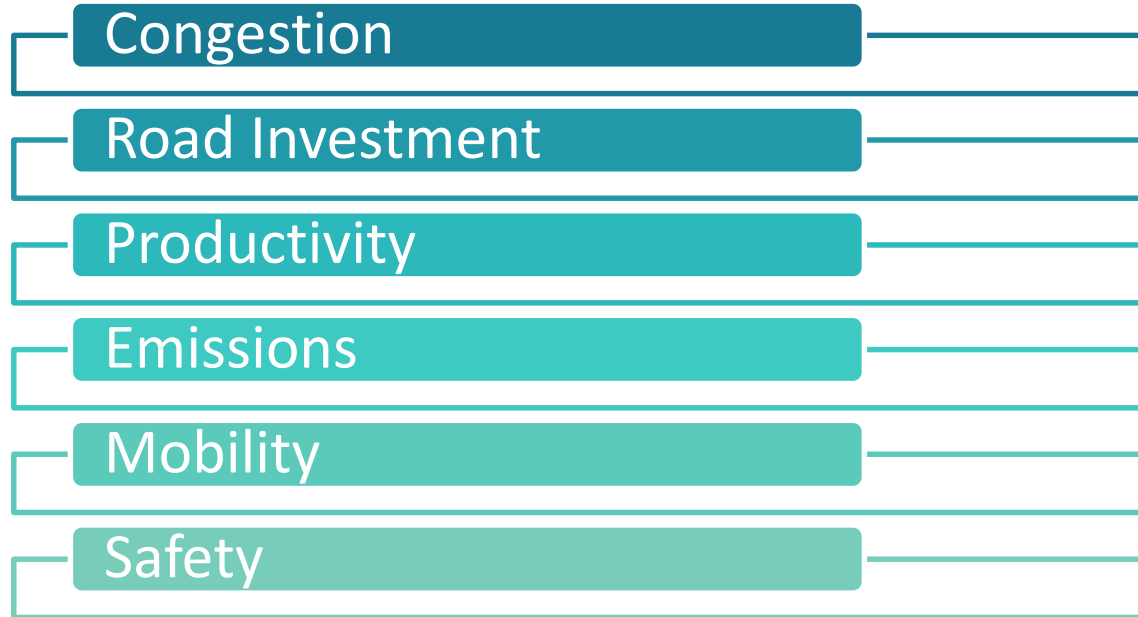 Congestion
Road Investment
Productivity
Emissions
Mobility
Safety